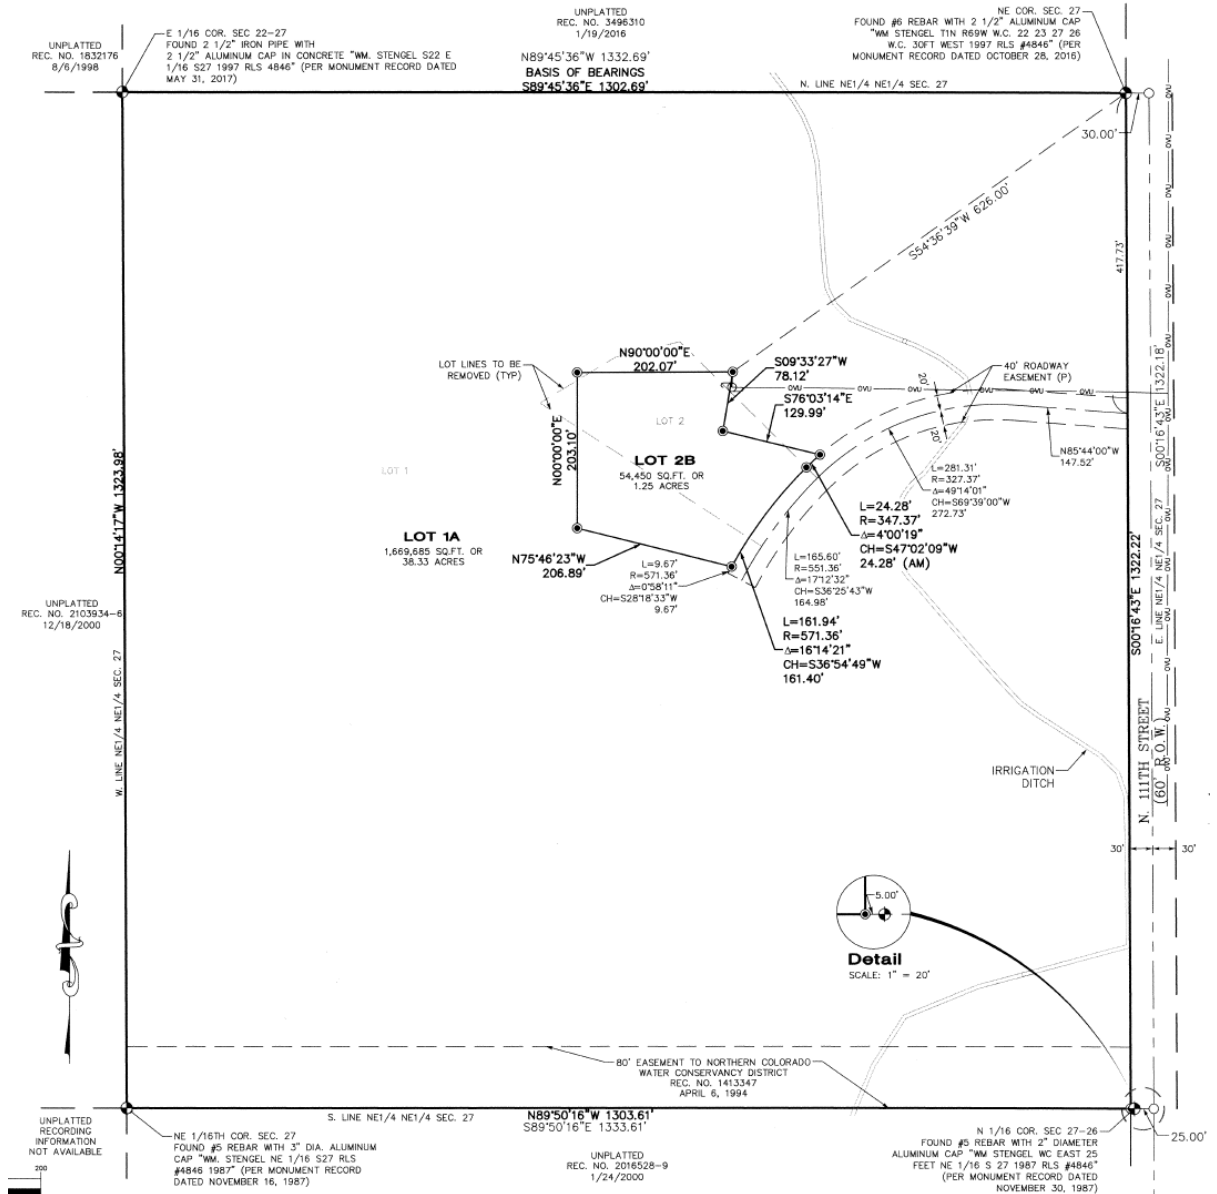 UNPLATTED
REC. NO. 3496310
1/19/2016
NE COR. SEC. 27
FOUND #6 REBAR WITH 2 1/2" ALUMINUM CAP
"WM STENGEL T1N R69W W.C. 22 23 27 26
W.C. 30FT WEST 1997 RLS #4846" (PER
MONUMENT RECORD DATED OCTOBER 28, 2016)
UNPLATTED
REC. NO. 1832176
8/6/1998
E 1/16 COR. SEC 22-27
FOUND 2 1/2" IRON PIPE WITH
2 1/2" ALUMINUM CAP IN CONCRETE "WM. STENGEL S22 E
1/16 S27 1997 RLS 4846" (PER MONUMENT RECORD DATED
MAY 31, 2017)
N89°45'36"W 1332.69'
BASIS OF BEARINGS
S89°45'36"E 1302.69'
N. LINE NE1/4 NE1/4 SEC. 27
30.00'
OVU
OVU
OVU
OVU
OVU
OVU
OVU
S54°36'39"W 626.00'
417.73'
S00°16'43"E 1322.18'
LOT LINES TO BE
REMOVED (TYP)
N90°00'00"E
202.07'
S09°33'27"W
78.12'
S76°03'14"E
129.99'
OVU
OVU
OVU
OVU
OVU
20'
20'
40' ROADWAY
EASEMENT (P)
N85°44'00"W
147.52'
LOT 2
N00°00'00"E
203.10'
LOT 2B
54,450 SQ.FT. OR
1.25 ACRES
LOT 1
LOT 1A
1,669,685 SQ.FT. OR
38.33 ACRES
N00°14'17"W 1323.98'
L=281.31'
R=327.37'
Δ=49°14'01"
CH=S69°39'00"W
272.73'
L=24.28'
R=347.37'
Δ=4°00'19"
CH=S47°02'09"W
24.28' (AM)
N75°46'23"W
206.89'
L=9.67'
R=571.36'
Δ=0°58'11"
CH=S28°18'33"W
9.67'
L=165.60'
R=551.36'
Δ=17°12'32"
CH=S36°25'43"W
164.98'
L=161.94'
R=571.36'
Δ=16°14'21"
CH=S36°54'49"W
161.40'
S00°16'43"E 1322.22'
E. LINE NE1/4 NE1/4 SEC. 27
UNPLATTED
REC. NO. 2103934-6
12/18/2000
W. LINE NE1/4 NE1/4 SEC. 27
OVU
OVU
OVU
N. 111TH STREET
(60' R.O.W.)
IRRIGATION
DITCH
30'
30'
5.00'
Detail
SCALE: 1" = 20'
80' EASEMENT TO NORTHERN COLORADO
WATER CONSERVANCY DISTRICT
REC. NO. 1413347
APRIL 6, 1994
S. LINE NE1/4 NE1/4 SEC. 27
N89°50'16"W 1303.61'
S89°50'16"E 1333.61'
UNPLATTED
RECORDING
INFORMATION
NOT AVAILABLE
NE 1/16TH COR. SEC. 27
FOUND #5 REBAR WITH 3" DIA. ALUMINUM
CAP "WM. STENGEL NE 1/16 S27 RLS
#4846 1987" (PER MONUMENT RECORD
DATED NOVEMBER 16, 1987)
UNPLATTED
REC. NO. 2016528-9
1/24/2000
N 1/16 COR. SEC 27-26
FOUND #5 REBAR WITH 2" DIAMETER
ALUMINUM CAP "WM STENGEL WC EAST 25
FEET NE 1/16 S 27 1987 RLS #4846"
(PER MONUMENT RECORD DATED
NOVEMBER 30, 1987)
25.00'
200